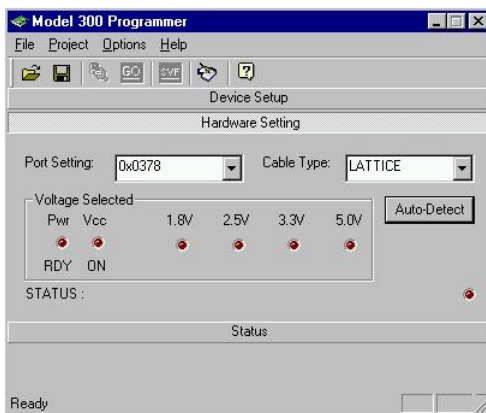 Model 300 Programmer
File Project Options Help
GO SVF ?
Device Setup
Hardware Setting
Port Setting: 0x0378 Cable Type: LATTICE
Voltage Selected
Pwr Vcc 1.8V 2.5V 3.3V 5.0V Auto-Detect
RDY ON
STATUS :
Status
Ready